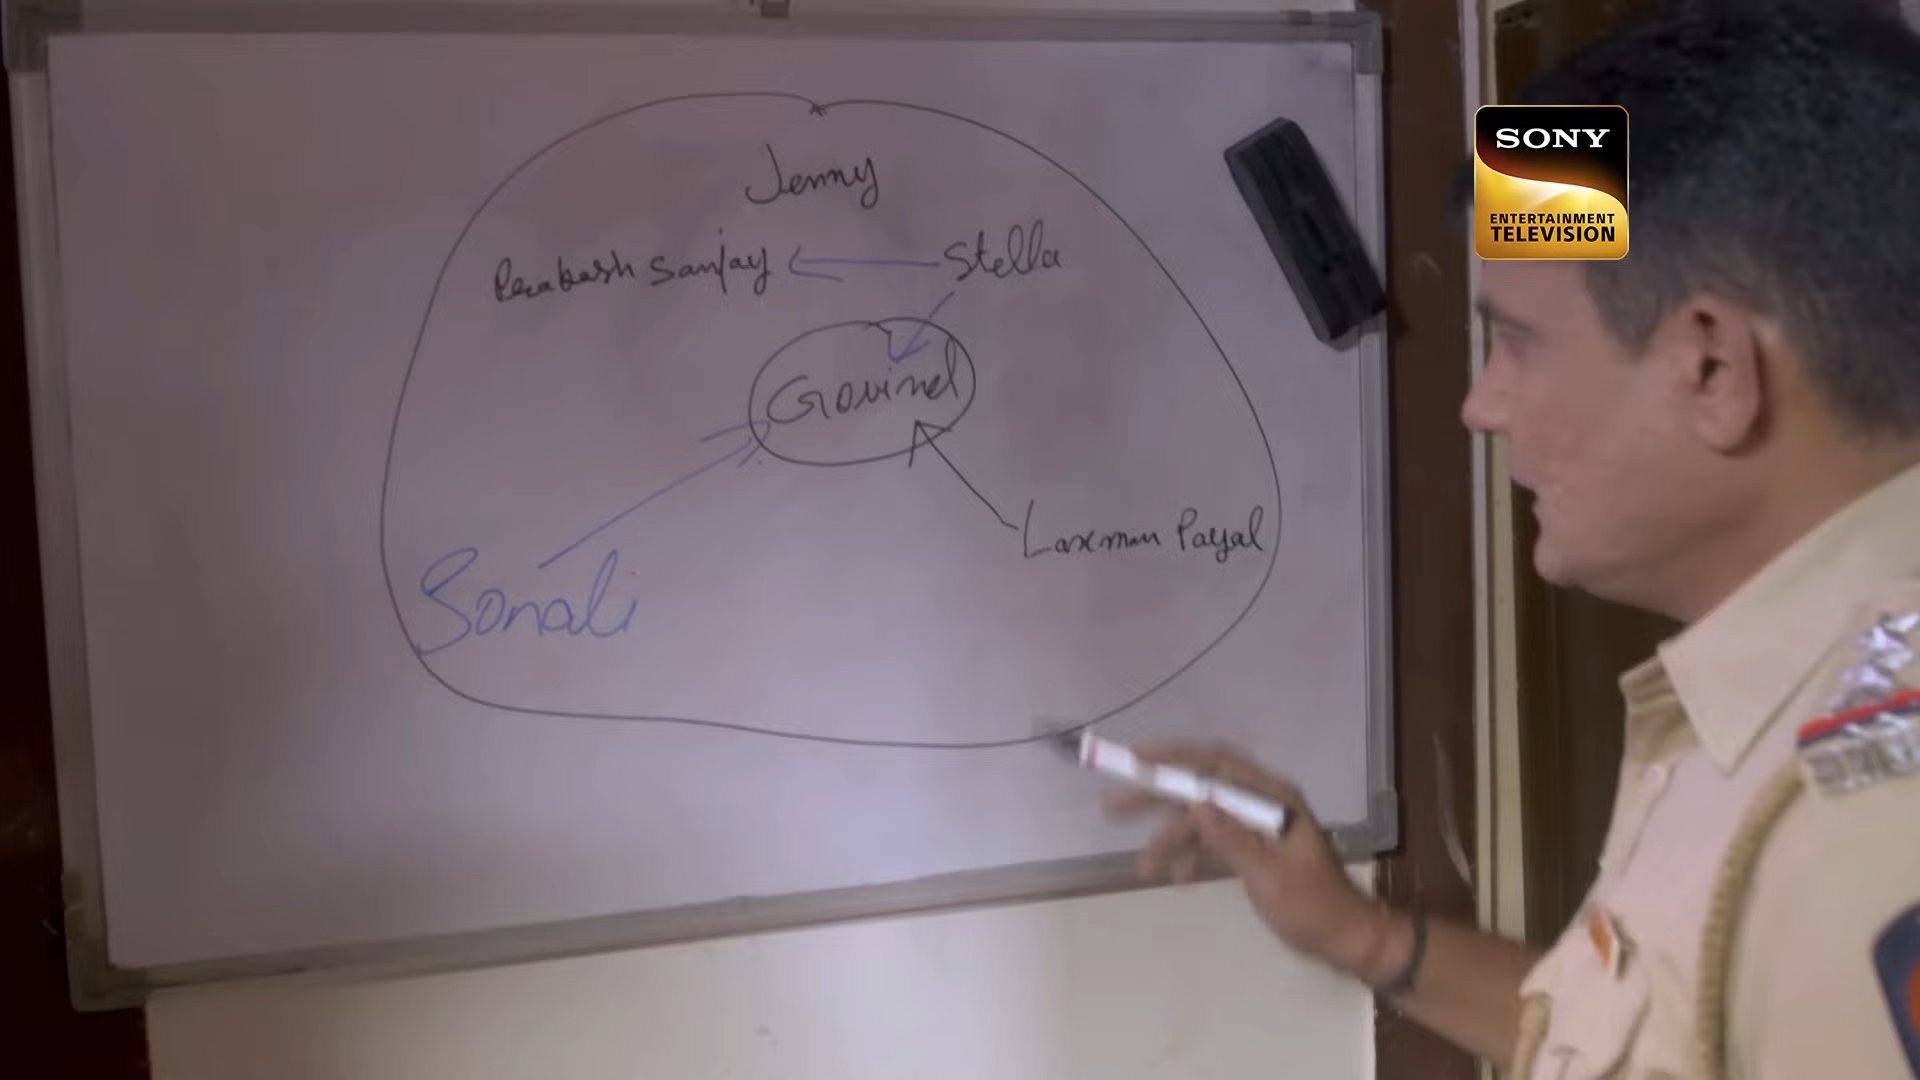 Jenny
Prakash Sanjay
Stella
Govind
Laxman Payal
Sonali
SONY
ENTERTAINMENT
TELEVISION